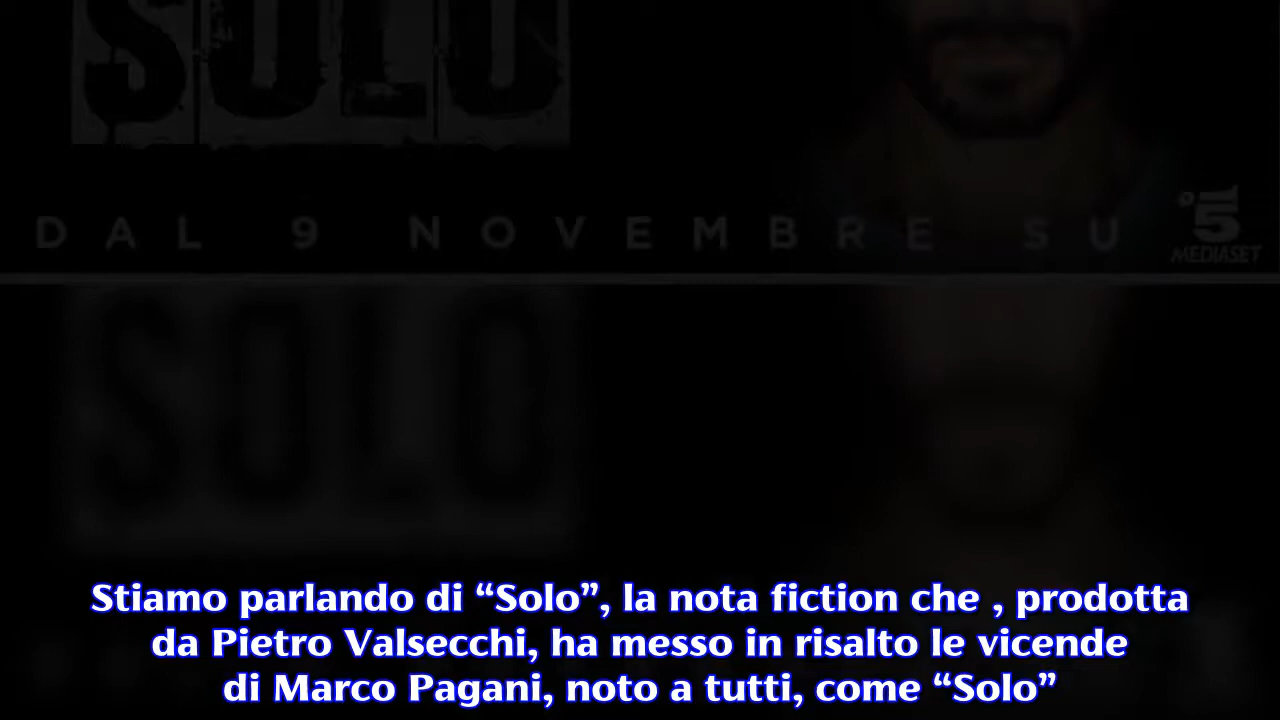 SOLO
DAL 9 NOVEMBRE SU
5
MEDIASET
SOLO
Stiamo parlando di “Solo”, la nota fiction che , prodotta
da Pietro Valsecchi, ha messo in risalto le vicende
di Marco Pagani, noto a tutti, come “Solo”